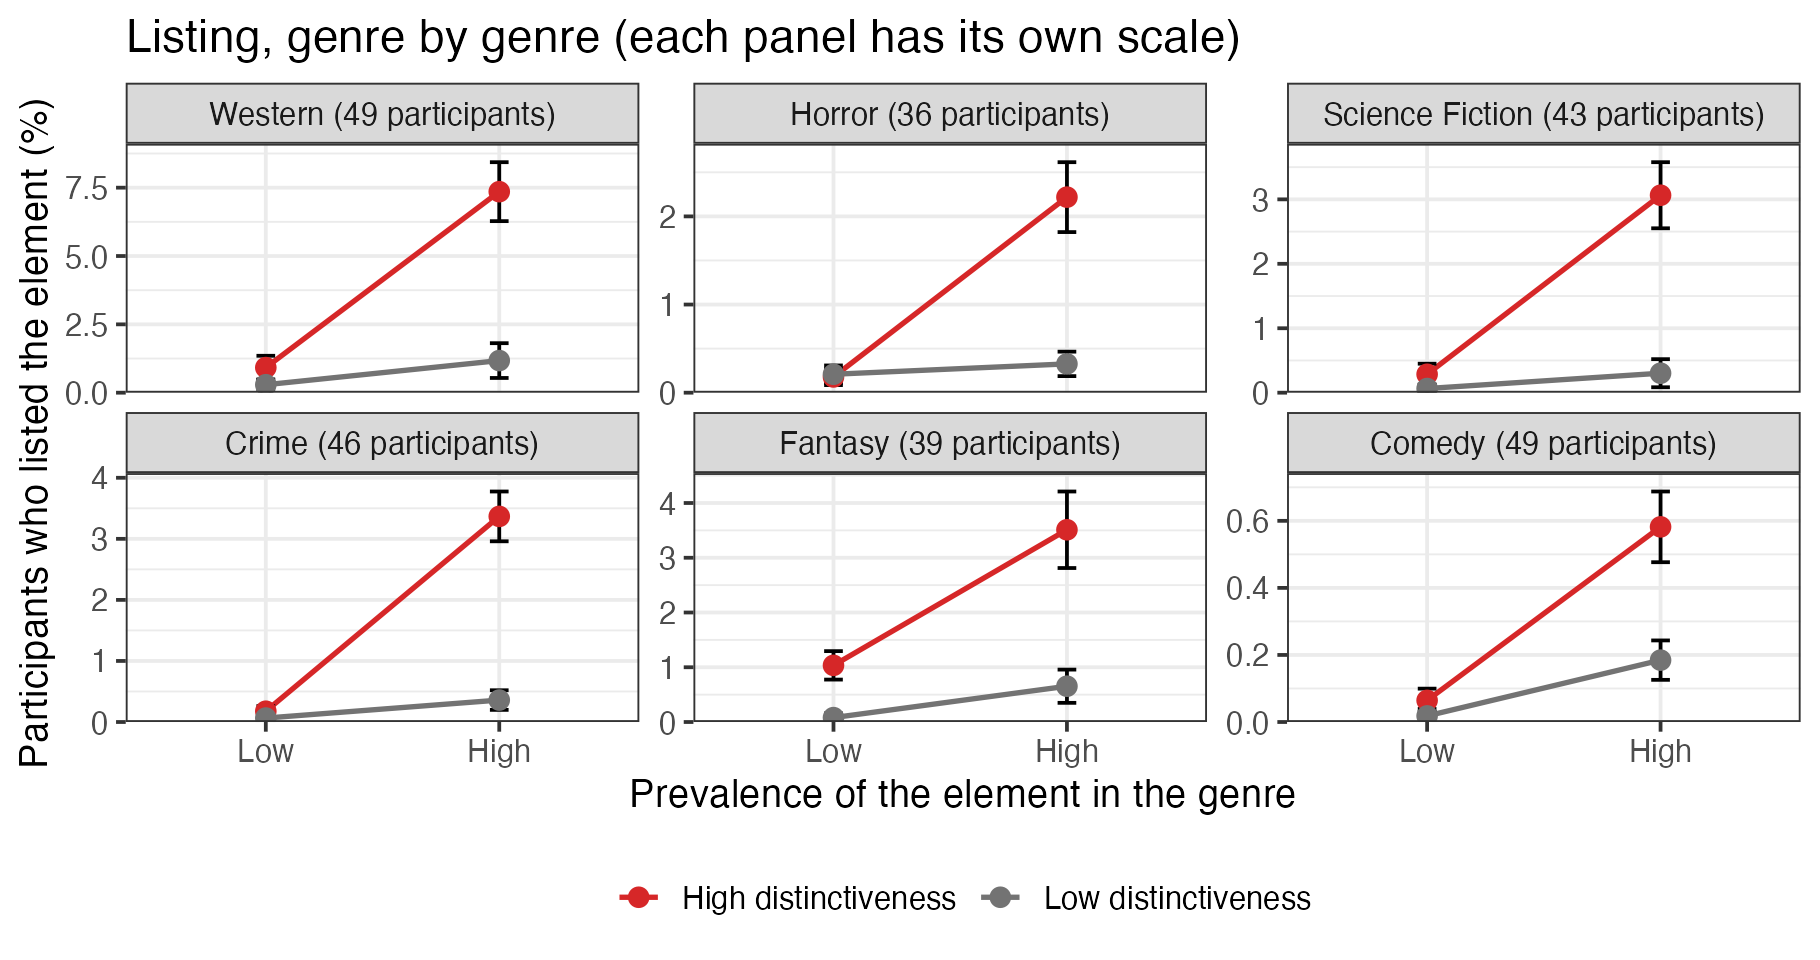 Listing, genre by genre (each panel has its own scale)
Participants who listed the element (%)
Western (49 participants)
7.5
5.0
2.5
0.0
Horror (36 participants)
2
1
0
Science Fiction (43 participants)
3
2
1
0
Crime (46 participants)
4
3
2
1
0
Low High
Fantasy (39 participants)
4
3
2
1
0
Low High
Comedy (49 participants)
0.6
0.4
0.2
0.0
Low High
Prevalence of the element in the genre
High distinctiveness Low distinctiveness